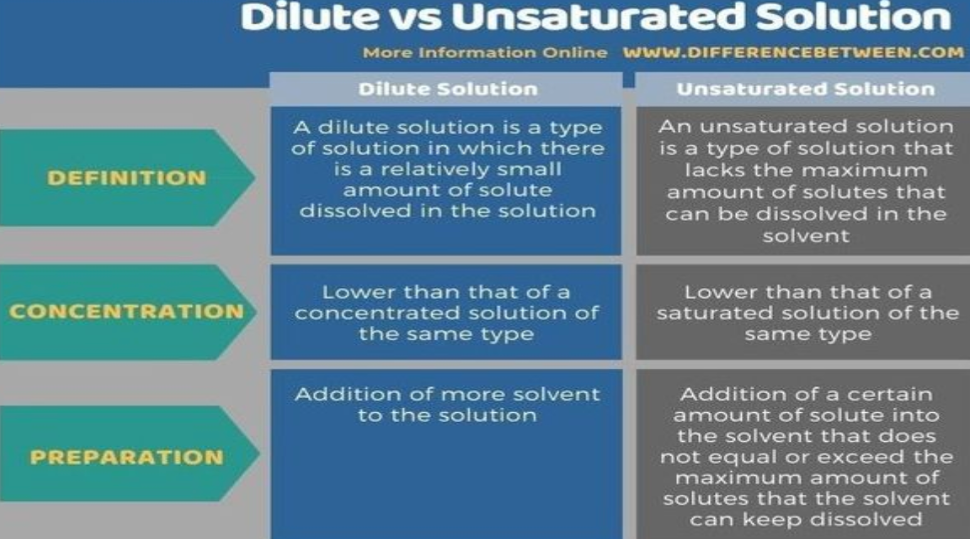 Dilute vs Unsaturated Solution
More Information Online WWW.DIFFERENCEBETWEEN.COM
Dilute Solution
Unsaturated Solution
DEFINITION
A dilute solution is a type
of solution in which there
is a relatively small
amount of solute
dissolved in the solution
An unsaturated solution
is a type of solution that
lacks the maximum
amount of solutes that
can be dissolved in the
solvent
CONCENTRATION
Lower than that of a
concentrated solution of
the same type
Lower than that of a
saturated solution of the
same type
PREPARATION
Addition of more solvent
to the solution
Addition of a certain
amount of solute into
the solvent that does
not equal or exceed the
maximum amount of
solutes that the solvent
can keep dissolved